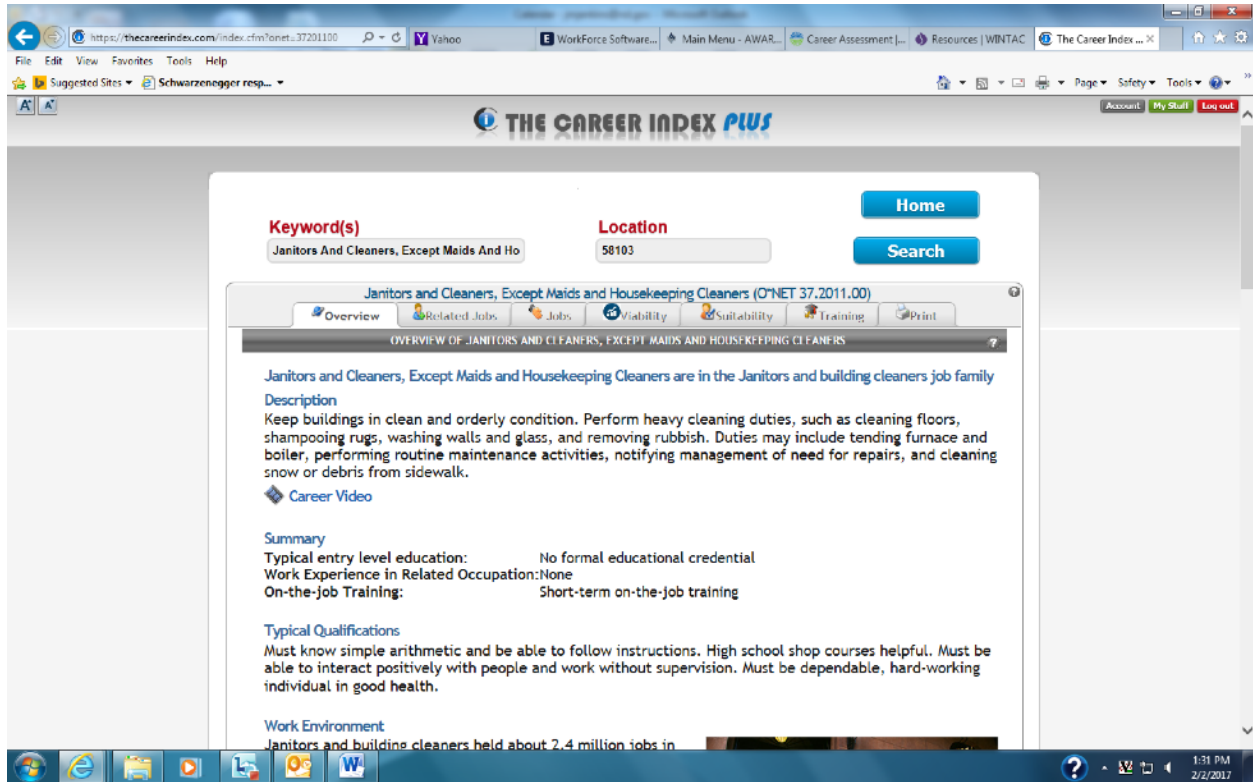 https://thecareerindex.com/index.cfm?onet=37201100
Yahoo
WorkForce Software...
Main Menu - AWAR...
Career Assessment |...
Resources | WINTAC
The Career Index ...
File Edit View Favorites Tools Help
Suggested Sites
Schwarzenegger resp...
Page Safety Tools
Account My Stuff Log out
THE CAREER INDEX PLUS
Home
Keyword(s) Location
Janitors And Cleaners, Except Maids And Ho 58103
Search
Janitors and Cleaners, Except Maids and Housekeeping Cleaners (O*NET 37.2011.00)
Overview Related Jobs Jobs Viability Suitability Training Print
OVERVIEW OF JANITORS AND CLEANERS, EXCEPT MAIDS AND HOUSEKEEPING CLEANERS
Janitors and Cleaners, Except Maids and Housekeeping Cleaners are in the Janitors and building cleaners job family
Description
Keep buildings in clean and orderly condition. Perform heavy cleaning duties, such as cleaning floors,
shampooing rugs, washing walls and glass, and removing rubbish. Duties may include tending furnace and
boiler, performing routine maintenance activities, notifying management of need for repairs, and cleaning
snow or debris from sidewalk.
Career Video
Summary
Typical entry level education: No formal educational credential
Work Experience in Related Occupation:None
On-the-job Training: Short-term on-the-job training
Typical Qualifications
Must know simple arithmetic and be able to follow instructions. High school shop courses helpful. Must be
able to interact positively with people and work without supervision. Must be dependable, hard-working
individual in good health.
Work Environment
Janitors and building cleaners held about 2.4 million jobs in
1:31 PM
2/2/2017